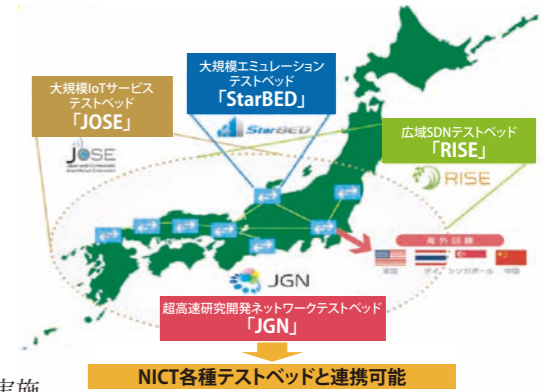 大規模エミュレーション
テストベッド
「StarBED」
大規模IoTサービス
テストベッド
「JOSE」
StarBED
広域SDNテストベッド
「RISE」
JOSE
RISE
海外回線
米国
タイ
シンガポール
中国
JGN
超高速研究開発ネットワークテストベッド
「JGN」
NICT各種テストベッドと連携可能
実施